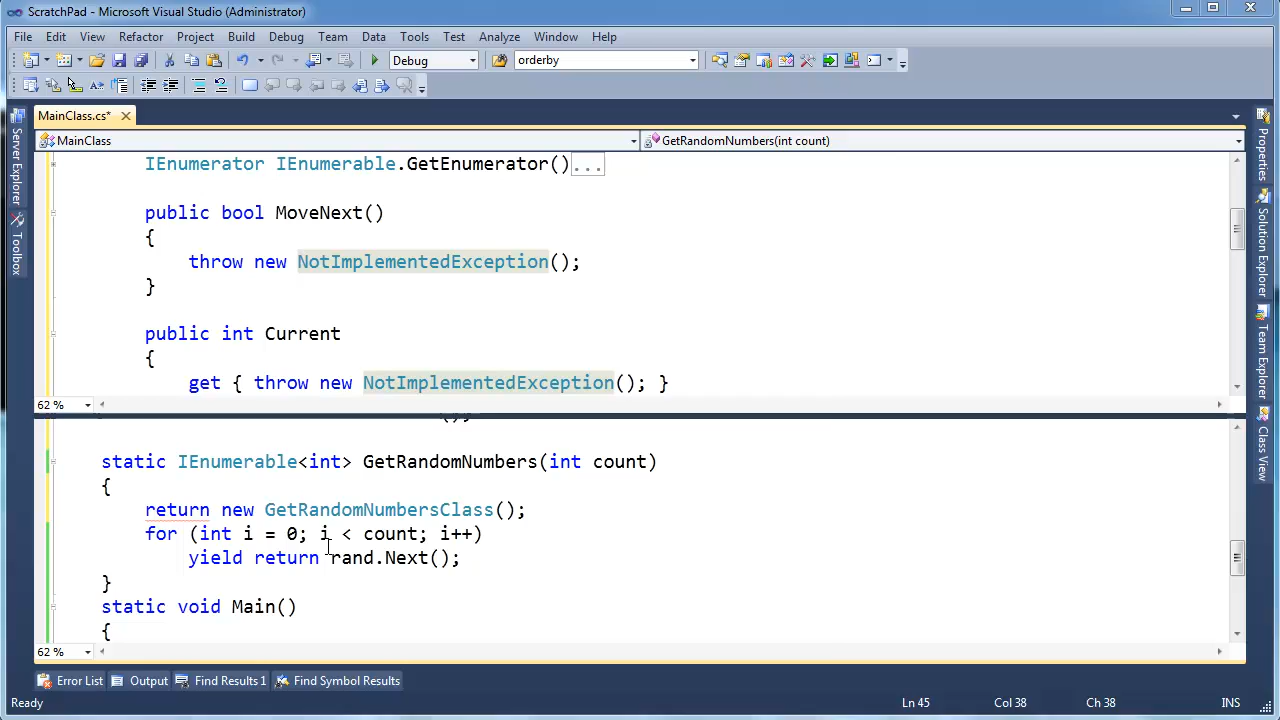 ScratchPad - Microsoft Visual Studio (Administrator)
File Edit View Refactor Project Build Debug Team Data Tools Test Analyze Window Help
Debug orderby
MainClass.cs*
MainClass GetRandomNumbers(int count)
IEnumerator IEnumerable.GetEnumerator()...
public bool MoveNext()
{
throw new NotImplementedException();
}
public int Current
{
get { throw new NotImplementedException(); }
62 %
static IEnumerable<int> GetRandomNumbers(int count)
{
return new GetRandomNumbersClass();
for (int i = 0; i < count; i++)
yield return rand.Next();
}
static void Main()
{
62 %
Server Explorer
Toolbox
Properties
Solution Explorer
Team Explorer
Class View
Error List Output Find Results 1 Find Symbol Results
Ready Ln 45 Col 38 Ch 38 INS